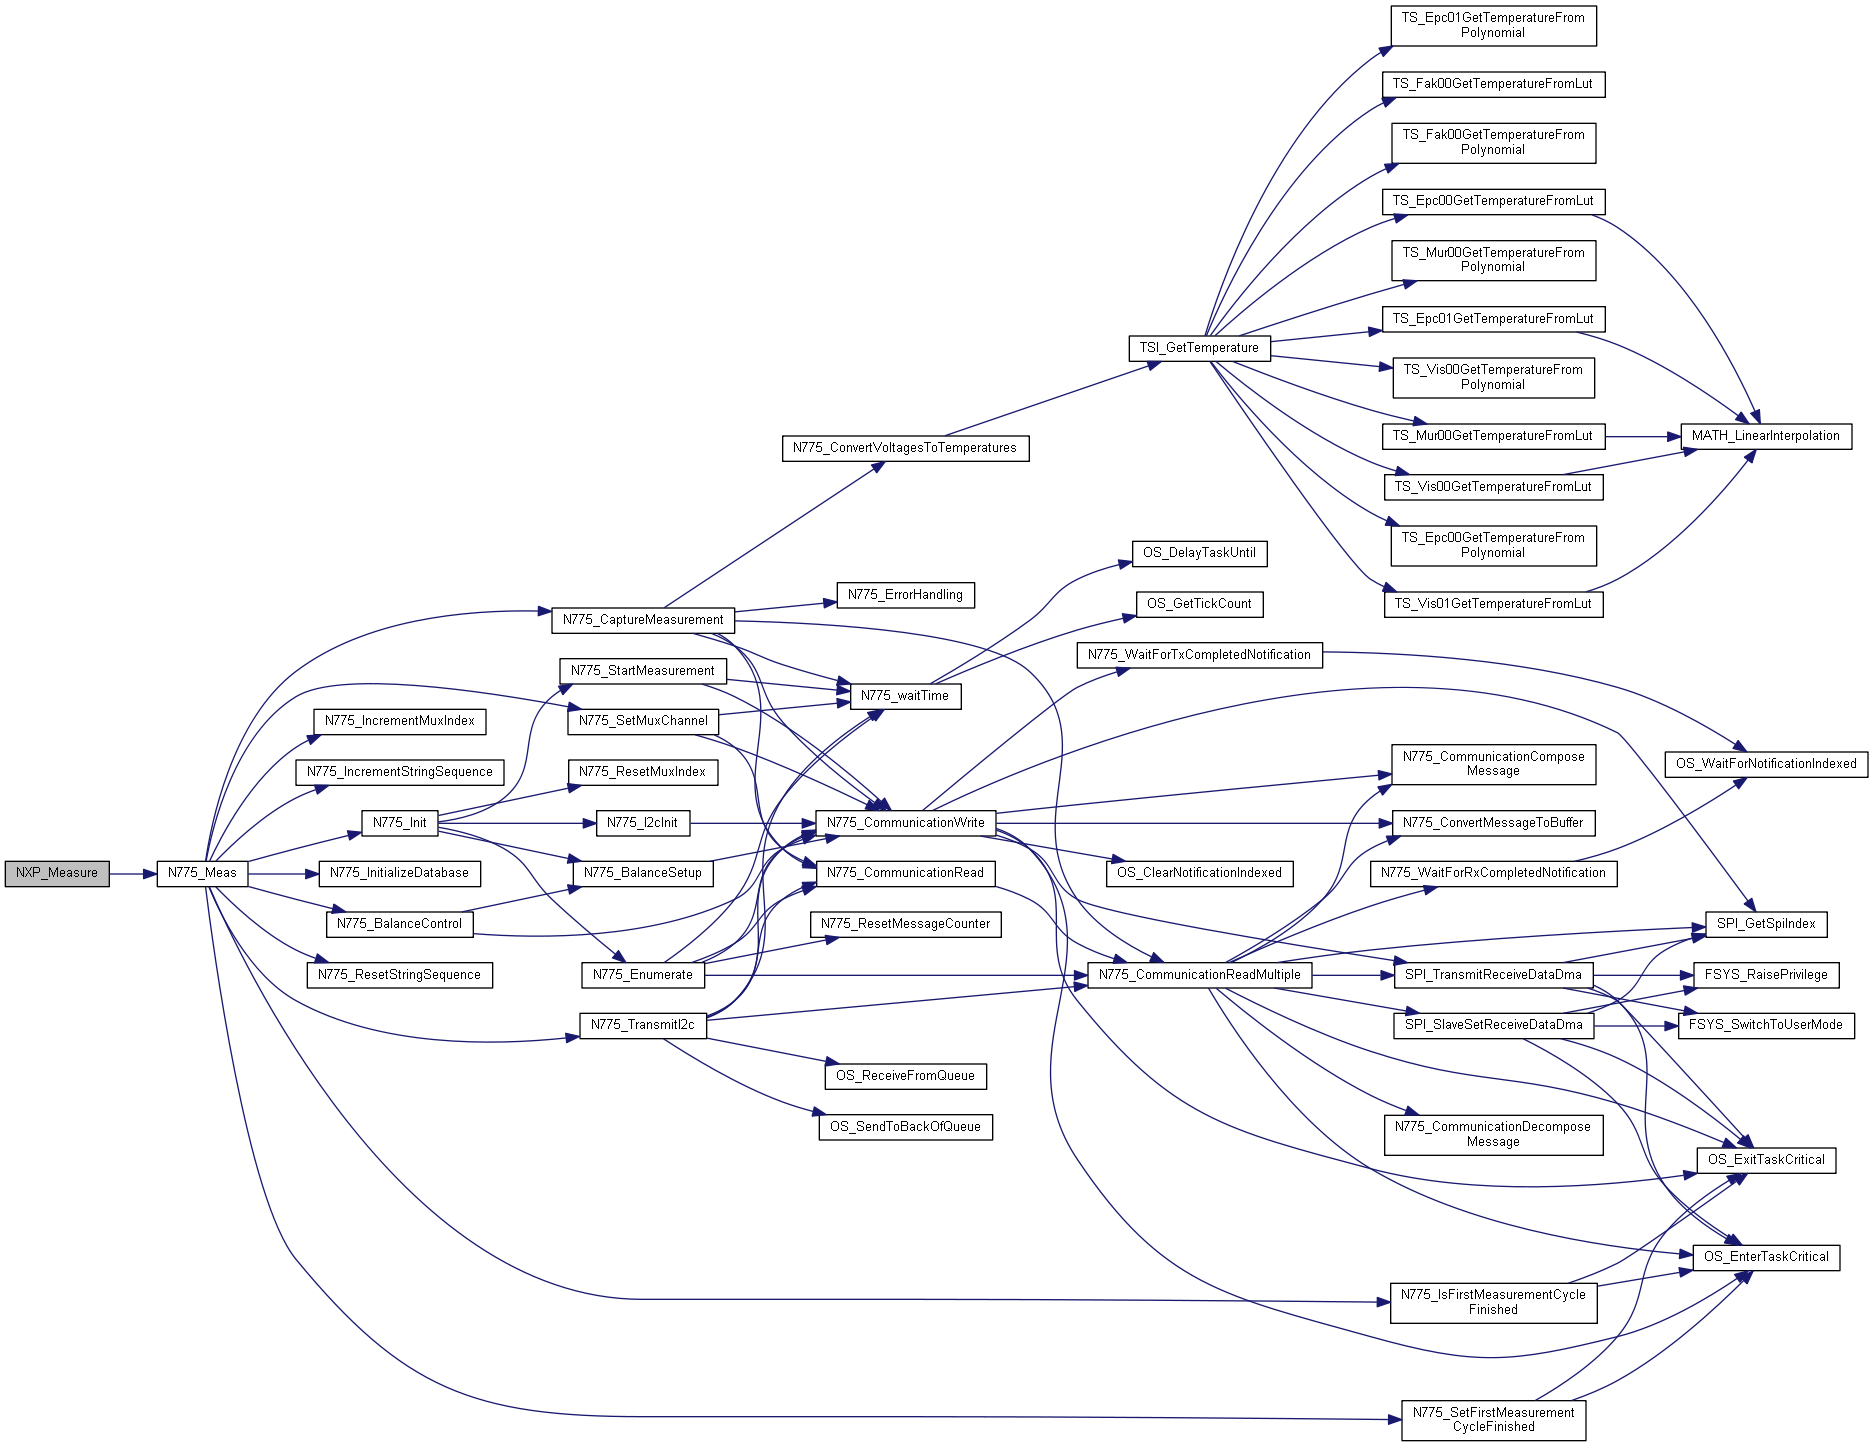 TS_Epc01GetTemperatureFrom
Polynomial
TS_Fak00GetTemperatureFromLut
TS_Fak00GetTemperatureFrom
Polynomial
TS_Epc00GetTemperatureFromLut
TS_Mur00GetTemperatureFrom
Polynomial
TS_Epc01GetTemperatureFromLut
TSI_GetTemperature
TS_Vis00GetTemperatureFrom
Polynomial
TS_Mur00GetTemperatureFromLut
MATH_LinearInterpolation
N775_ConvertVoltagesToTemperatures
TS_Vis00GetTemperatureFromLut
TS_Epc00GetTemperatureFrom
Polynomial
OS_DelayTaskUntil
N775_ErrorHandling
OS_GetTickCount
TS_Vis01GetTemperatureFromLut
N775_CaptureMeasurement
N775_WaitForTxCompletedNotification
N775_StartMeasurement
N775_waitTime
N775_IncrementMuxIndex
N775_SetMuxChannel
N775_CommunicationCompose
Message
OS_WaitForNotificationIndexed
N775_IncrementStringSequence
N775_ResetMuxIndex
N775_Init
N775_I2cInit
N775_CommunicationWrite
N775_ConvertMessageToBuffer
NXP_Measure
N775_Meas
N775_InitializeDatabase
N775_BalanceSetup
N775_CommunicationRead
OS_ClearNotificationIndexed
N775_WaitForRxCompletedNotification
N775_BalanceControl
N775_ResetMessageCounter
SPI_GetSpiIndex
N775_ResetStringSequence
N775_Enumerate
N775_CommunicationReadMultiple
SPI_TransmitReceiveDataDma
FSYS_RaisePrivilege
N775_TransmitI2c
SPI_SlaveSetReceiveDataDma
FSYS_SwitchToUserMode
OS_ReceiveFromQueue
OS_SendToBackOfQueue
N775_CommunicationDecompose
Message
OS_ExitTaskCritical
OS_EnterTaskCritical
N775_IsFirstMeasurementCycle
Finished
N775_SetFirstMeasurement
CycleFinished